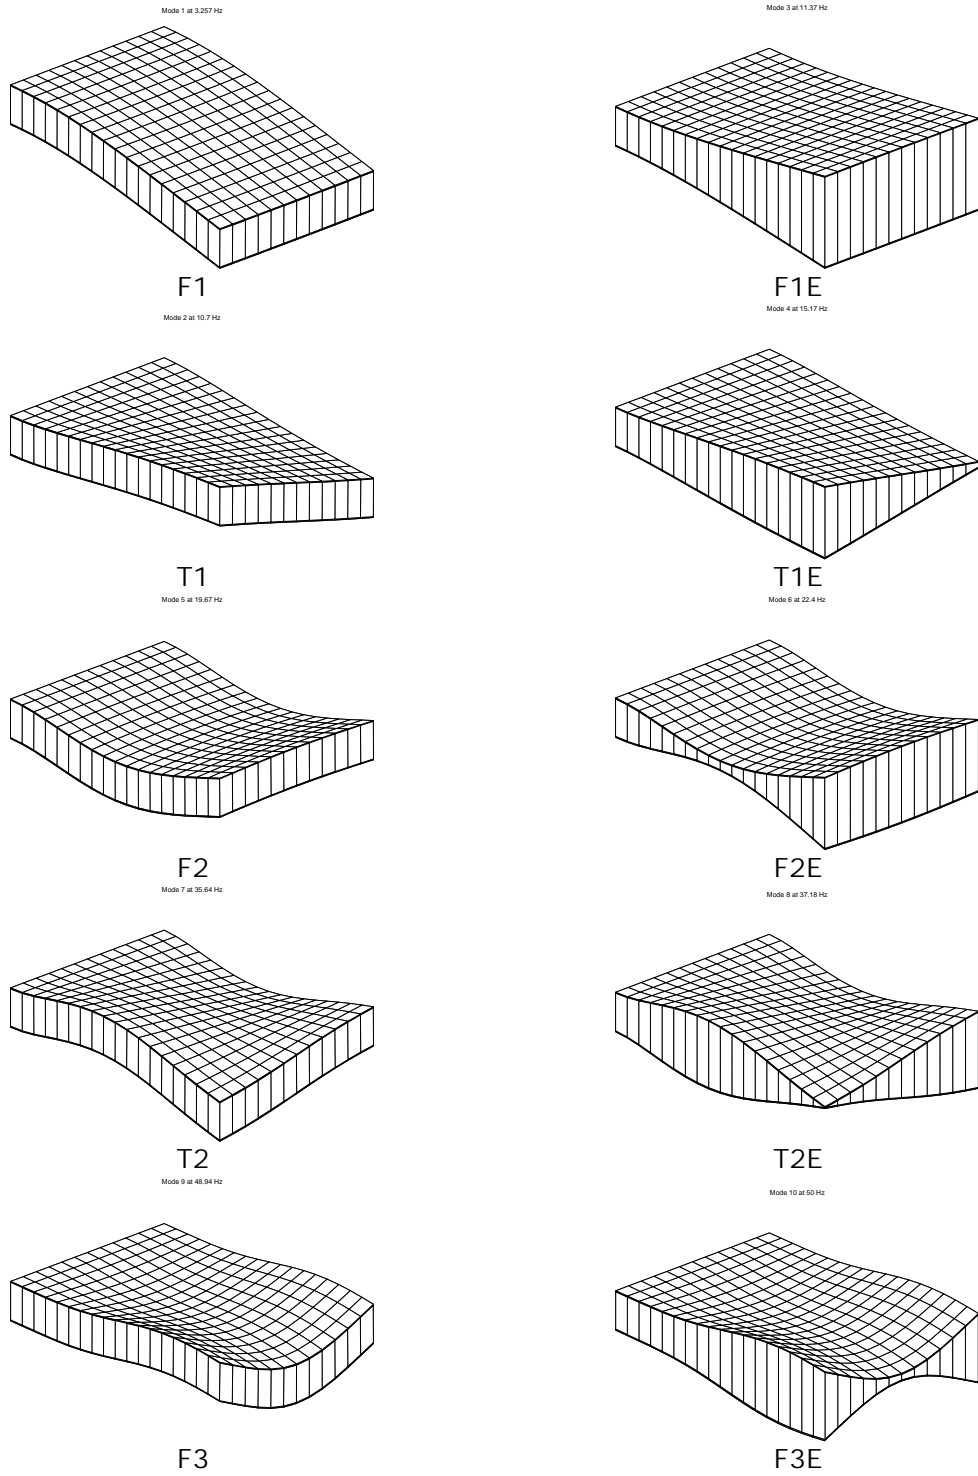 Mode 1 at 3.257 Hz
Mode 3 at 11.37 Hz
F1
F1E
Mode 2 at 10.7 Hz
Mode 4 at 15.17 Hz
T1
T1E
Mode 5 at 19.67 Hz
Mode 6 at 22.4 Hz
F2
F2E
Mode 7 at 35.64 Hz
Mode 8 at 37.18 Hz
T2
T2E
Mode 9 at 48.94 Hz
Mode 10 at 50 Hz
F3
F3E